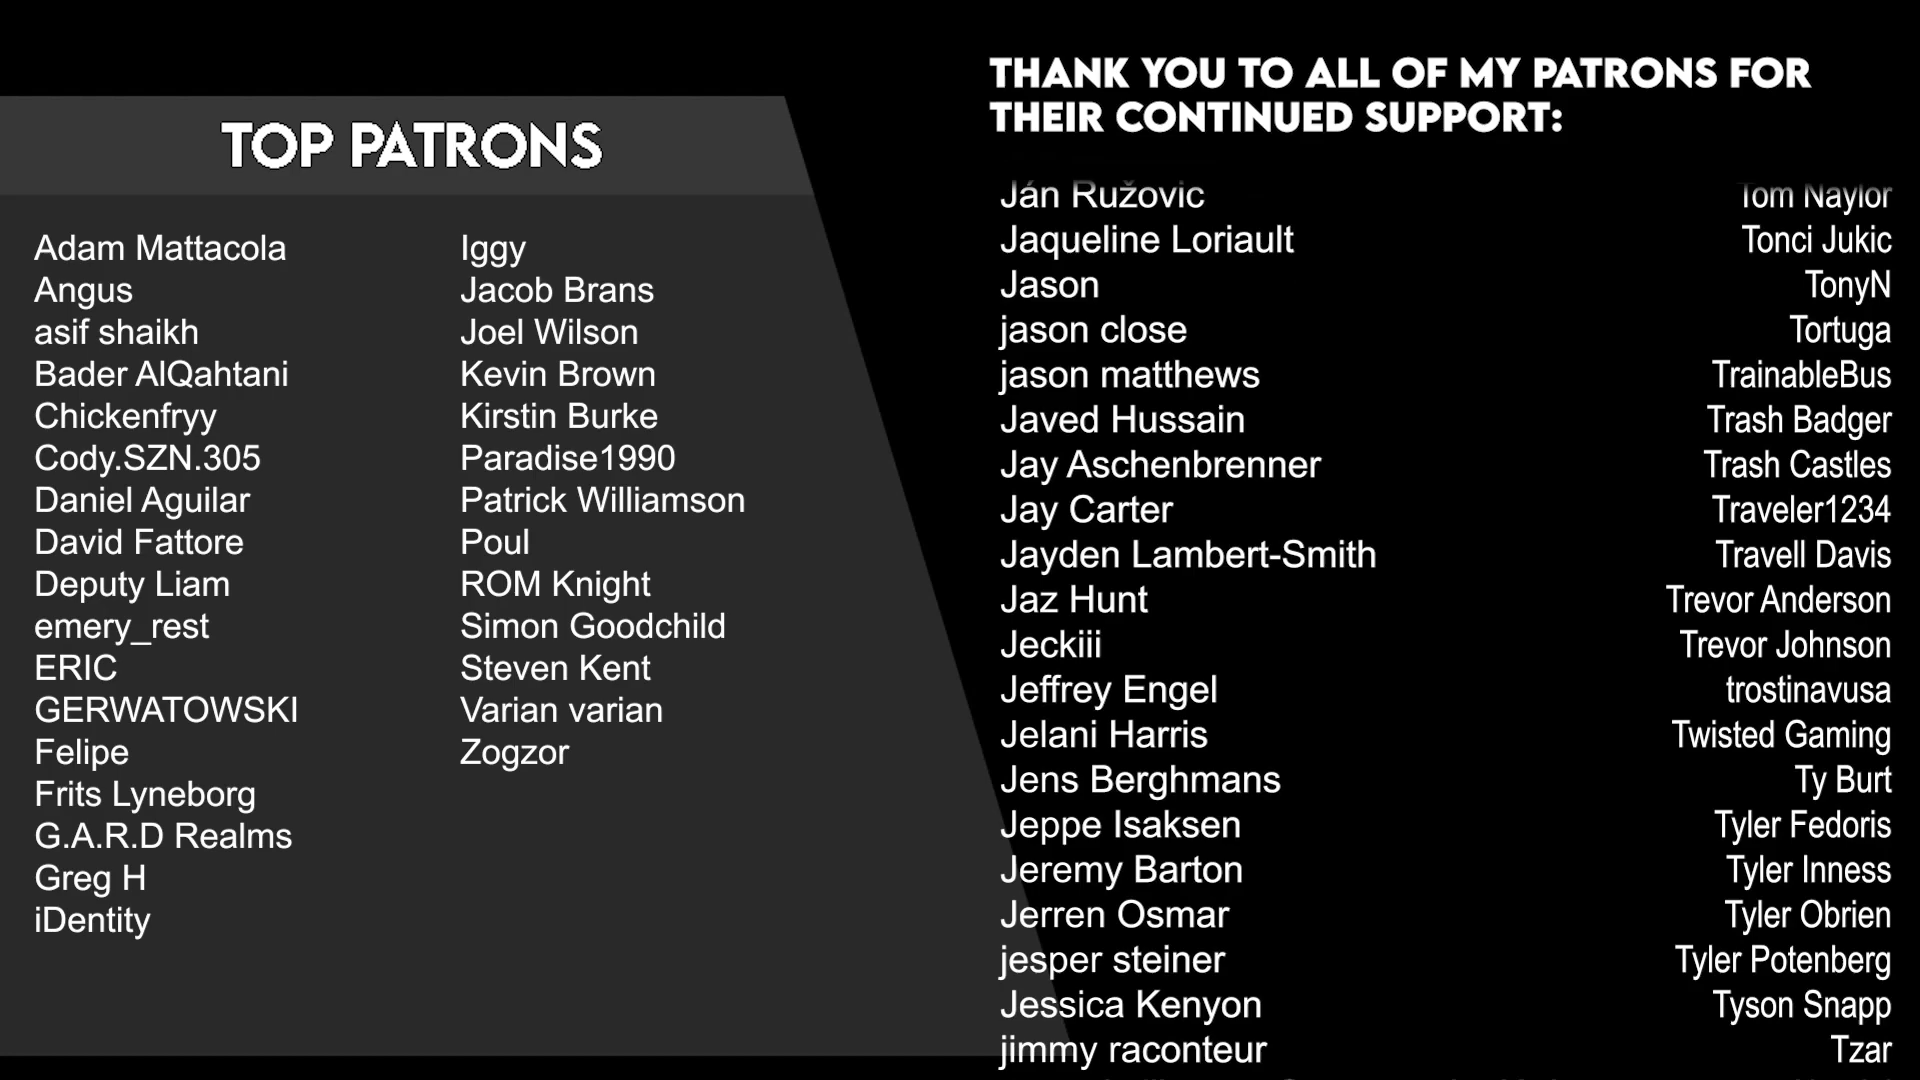 TOP PATRONS
Adam Mattacola
Angus
asif shaikh
Bader AlQahtani
Chickenfryy
Cody.SZN.305
Daniel Aguilar
David Fattore
Deputy Liam
emery_rest
ERIC
GERWATOWSKI
Felipe
Frits Lyneborg
G.A.R.D Realms
Greg H
iDentity
Iggy
Jacob Brans
Joel Wilson
Kevin Brown
Kirstin Burke
Paradise1990
Patrick Williamson
Poul
ROM Knight
Simon Goodchild
Steven Kent
Varian varian
Zogzor
THANK YOU TO ALL OF MY PATRONS FOR
THEIR CONTINUED SUPPORT:
Ján Ružovic
Jaqueline Loriault
Jason
jason close
jason matthews
Javed Hussain
Jay Aschenbrenner
Jay Carter
Jayden Lambert-Smith
Jaz Hunt
Jeckiii
Jeffrey Engel
Jelani Harris
Jens Berghmans
Jeppe Isaksen
Jeremy Barton
Jerren Osmar
jesper steiner
Jessica Kenyon
jimmy raconteur
Tom Naylor
Tonci Jukic
TonyN
Tortuga
TrainableBus
Trash Badger
Trash Castles
Traveler1234
Travell Davis
Trevor Anderson
Trevor Johnson
trostinavusa
Twisted Gaming
Ty Burt
Tyler Fedoris
Tyler Inness
Tyler Obrien
Tyler Potenberg
Tyson Snapp
Tzar